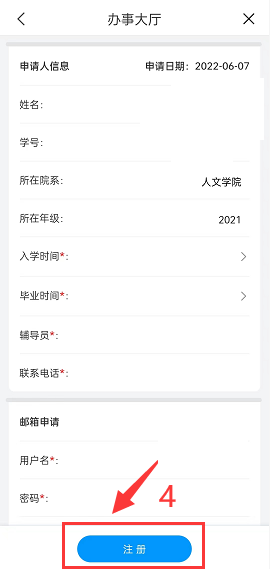 办事大厅
申请人信息 申请日期：2022-06-07
姓名：
学号：
所在院系： 人文学院
所在年级： 2021
入学时间*：
毕业时间*：
辅导员*：
联系电话*：
邮箱申请
用户名*：
密码*：
4
注册